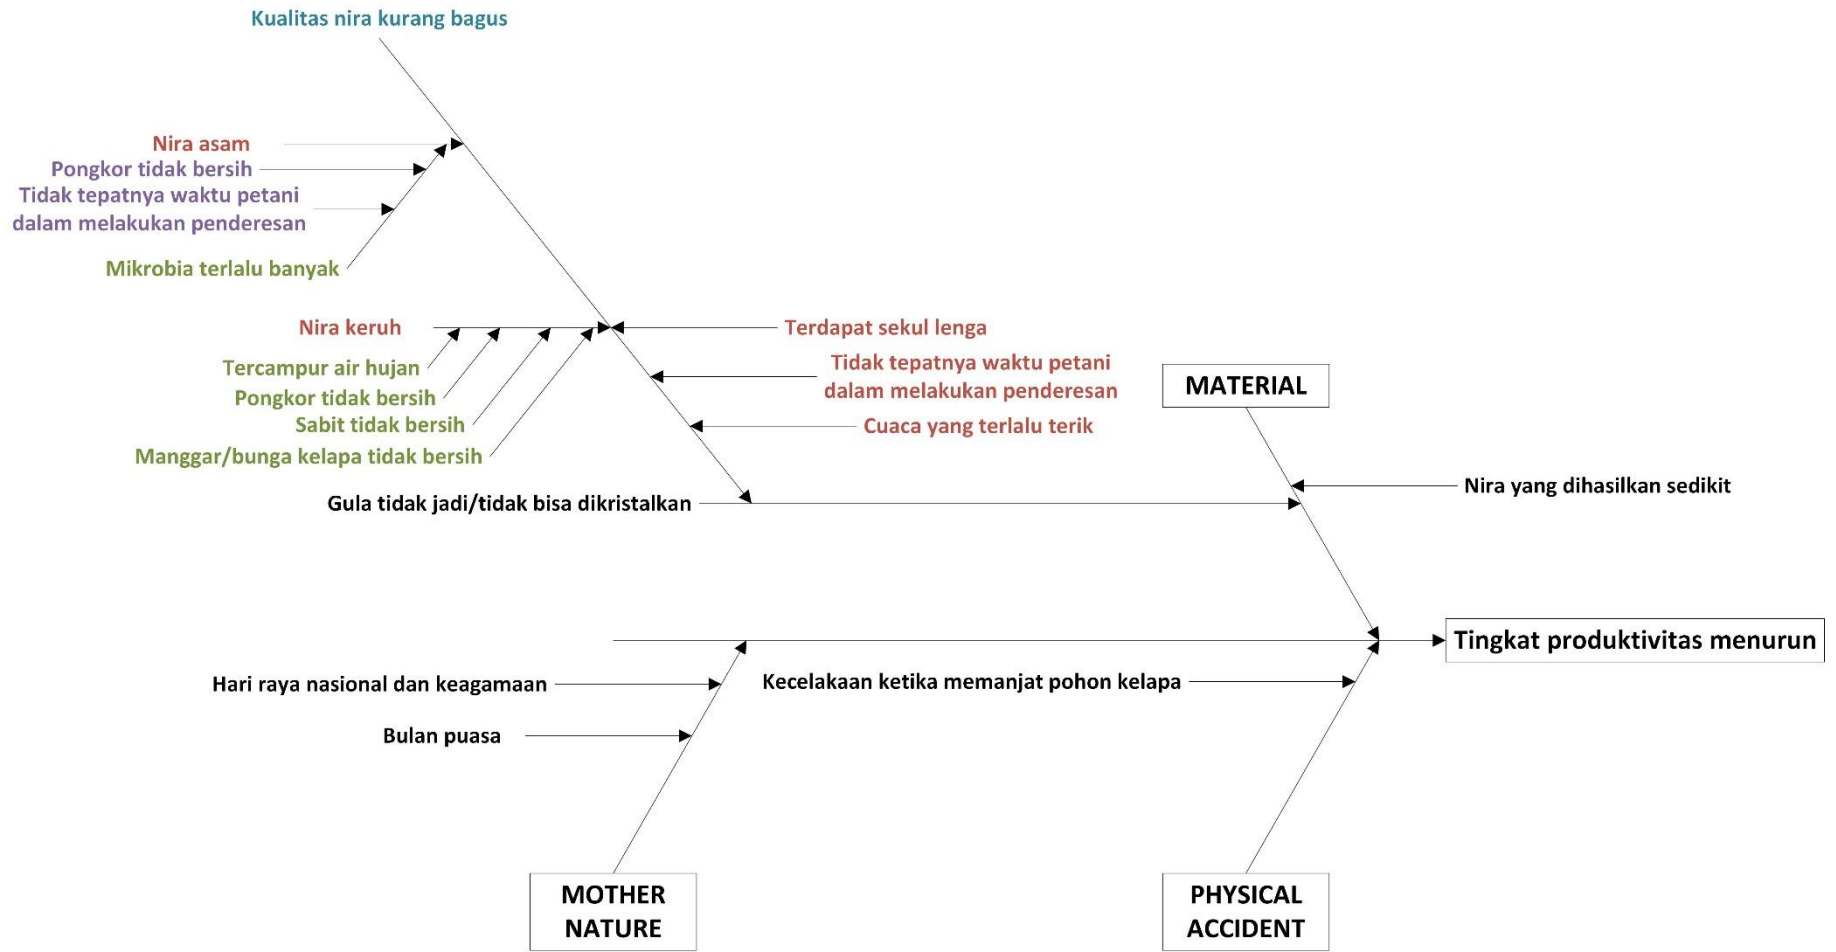 Kualitas nira kurang bagus
Nira asam
Pongkor tidak bersih
Tidak tepatnya waktu petani
dalam melakukan penderesan
Mikrobia terlalu banyak
Nira keruh
Terdapat sekul lenga
Tercampur air hujan
Tidak tepatnya waktu petani
dalam melakukan penderesan
MATERIAL
Pongkor tidak bersih
Sabit tidak bersih
Cuaca yang terlalu terik
Manggar/bunga kelapa tidak bersih
Nira yang dihasilkan sedikit
Gula tidak jadi/tidak bisa dikristalkan
Tingkat produktivitas menurun
Hari raya nasional dan keagamaan
Kecelakaan ketika memanjat pohon kelapa
Bulan puasa
MOTHER
NATURE
PHYSICAL
ACCIDENT